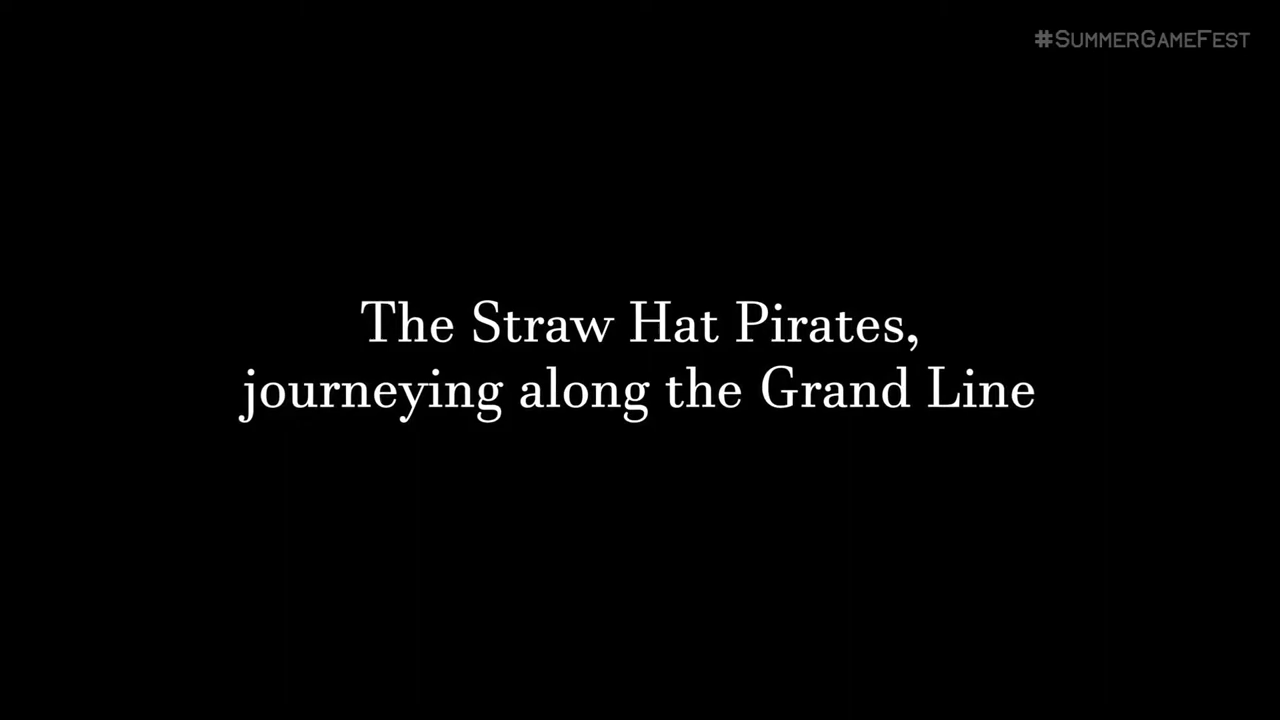 #SUMMERGAMEFEST
The Straw Hat Pirates,
journeying along the Grand Line